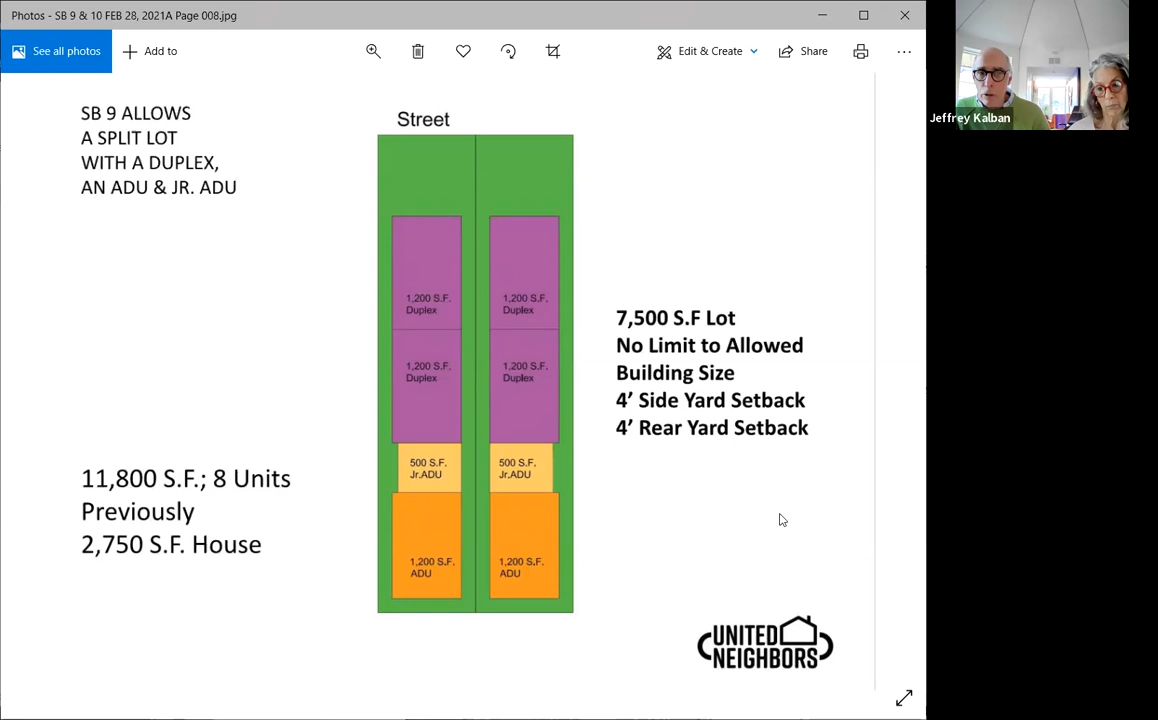 Photos - SB 9 & 10 FEB 28, 2021A Page 008.jpg
See all photos
Add to
Edit & Create
Share
Jeffrey Kalban
SB 9 ALLOWS
A SPLIT LOT
WITH A DUPLEX,
AN ADU & JR. ADU
Street
1,200 S.F.
Duplex
1,200 S.F.
Duplex
1,200 S.F.
Duplex
1,200 S.F.
Duplex
500 S.F.
Jr.ADU
500 S.F.
Jr.ADU
1,200 S.F.
ADU
1,200 S.F.
ADU
7,500 S.F Lot
No Limit to Allowed
Building Size
4’ Side Yard Setback
4’ Rear Yard Setback
11,800 S.F.; 8 Units
Previously
2,750 S.F. House
UNITED
NEIGHBORS